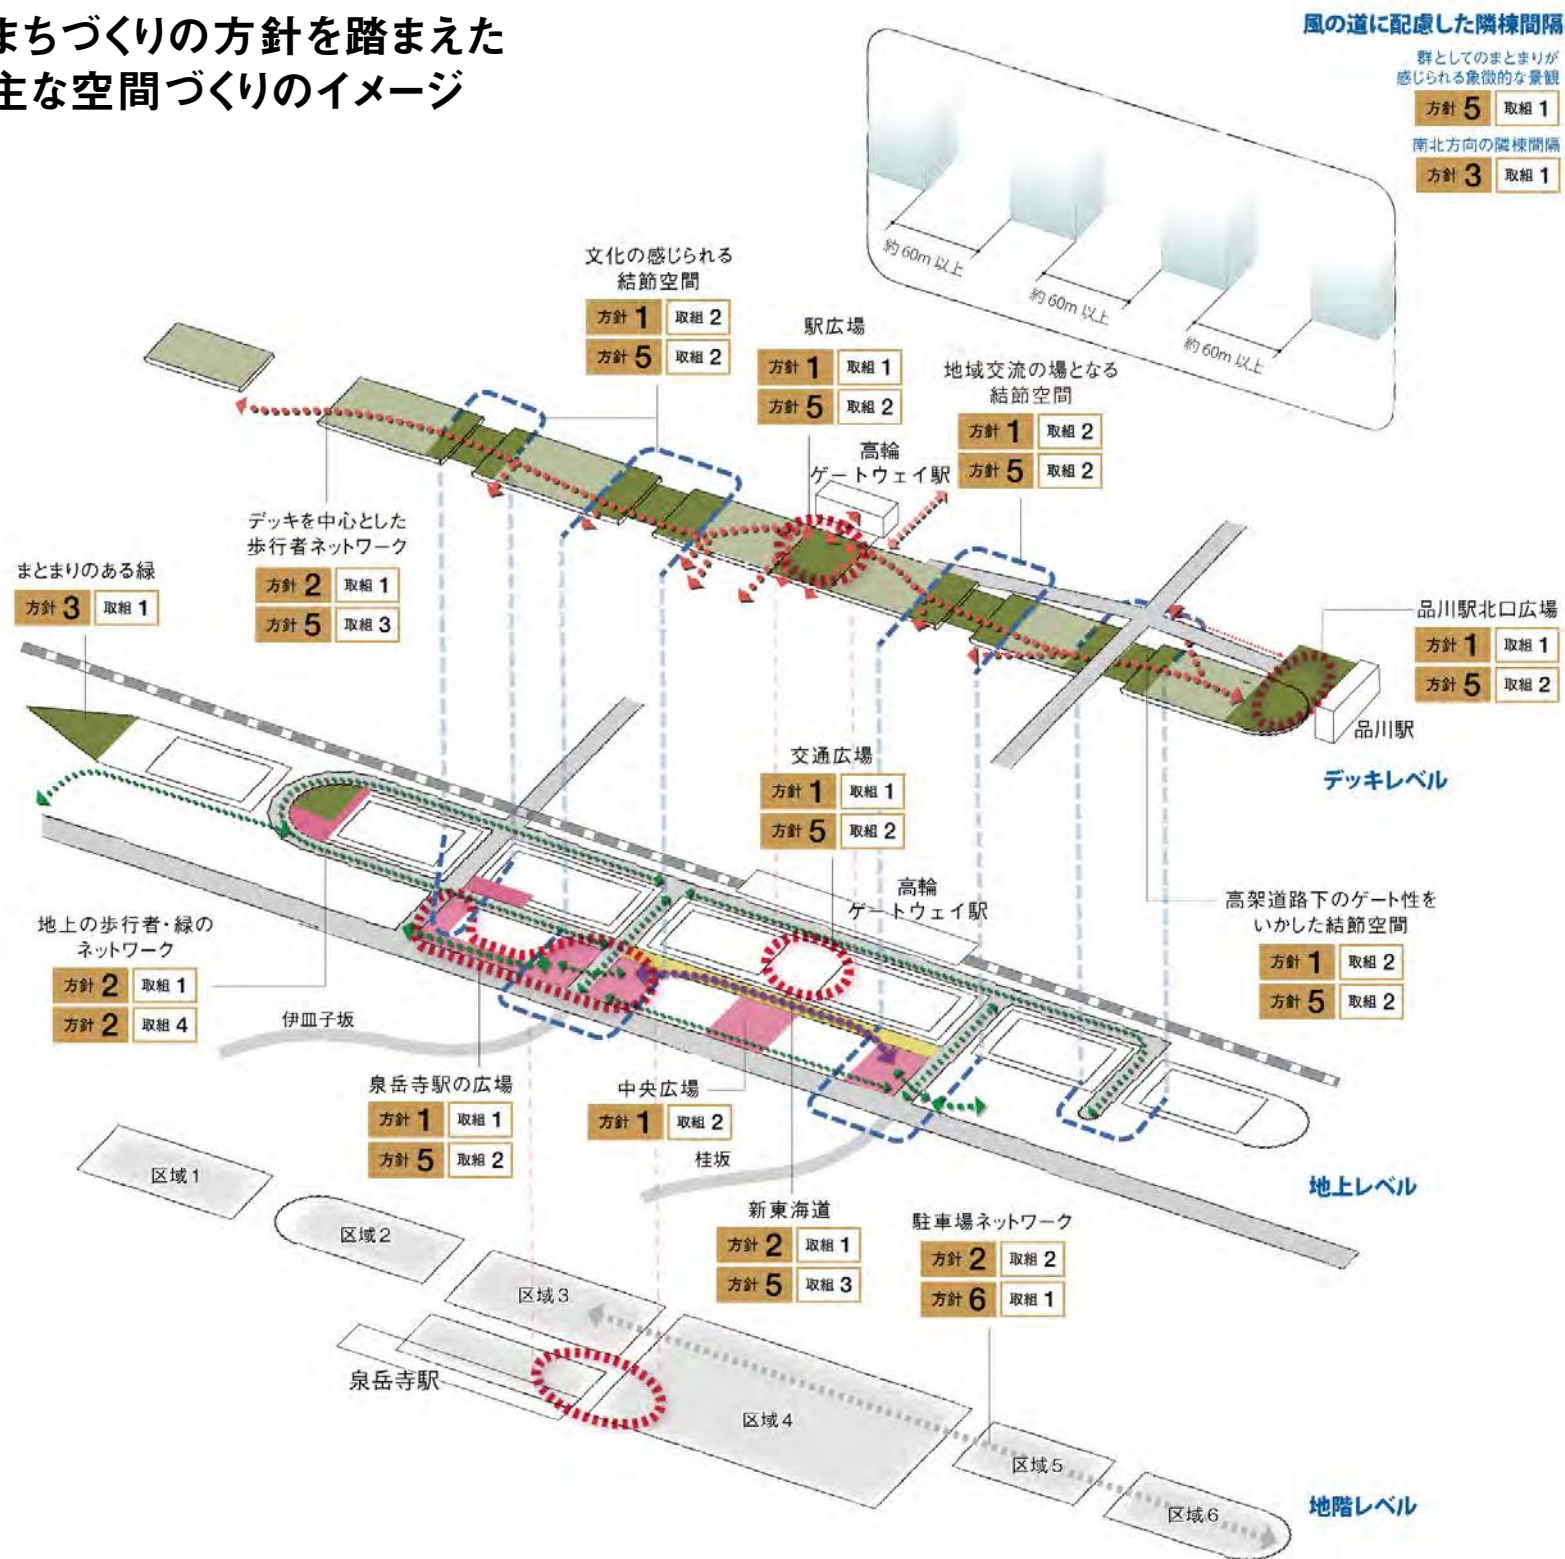 まちづくりの方針を踏まえた
主な空間づくりのイメージ
風の道に配慮した隣棟間隔
群としてのまとまりが
感じられる象徴的な景観
方針 5 取組 1
南北方向の隣棟間隔
方針 3 取組 1
約 60m 以上
約 60m 以上
約 60m 以上
文化の感じられる
結節空間
方針 1 取組 2
方針 5 取組 2
駅広場
方針 1 取組 1
方針 5 取組 2
地域交流の場となる
結節空間
方針 1 取組 2
方針 5 取組 2
高輪
ゲートウェイ駅
デッキを中心とした
歩行者ネットワーク
方針 2 取組 1
方針 5 取組 3
まとまりのある緑
方針 3 取組 1
品川駅北口広場
方針 1 取組 1
方針 5 取組 2
品川駅
デッキレベル
交通広場
方針 1 取組 1
方針 5 取組 2
高輪
ゲートウェイ駅
高架道路下のゲート性を
いかした結節空間
方針 1 取組 2
方針 5 取組 2
地上の歩行者・緑の
ネットワーク
方針 2 取組 1
方針 2 取組 4
伊皿子坂
泉岳寺駅の広場
方針 1 取組 1
方針 5 取組 2
中央広場
方針 1 取組 2
桂坂
地上レベル
新東海道
方針 2 取組 1
方針 5 取組 3
駐車場ネットワーク
方針 2 取組 2
方針 6 取組 1
区域1
区域2
区域3
泉岳寺駅
区域4
区域5
区域6
地階レベル